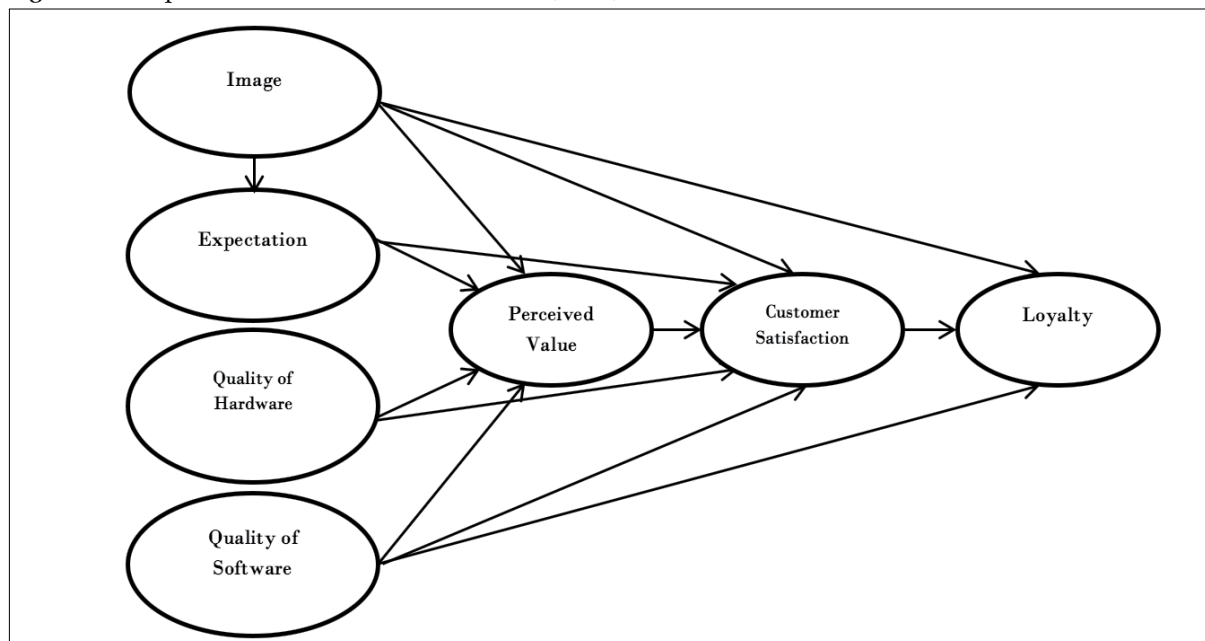 Image
Expectation
Perceived
Value
Customer
Satisfaction
Loyalty
Quality of
Hardware
Quality of
Software